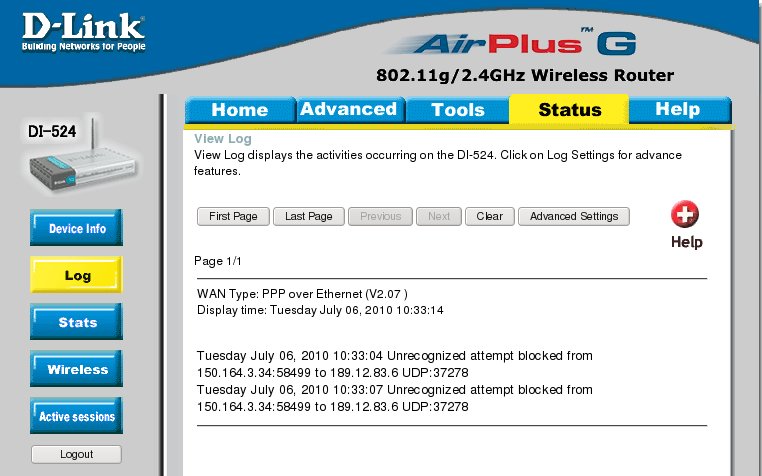 D-Link
Building Networks for People
AirPlus™ G
802.11g/2.4GHz Wireless Router
Home Advanced Tools Status Help
DI-524
D-Link
View Log
View Log displays the activities occurring on the DI-524. Click on Log Settings for advance
features.
First Page Last Page Previous Next Clear Advanced Settings
Help
Page 1/1
WAN Type: PPP over Ethernet (V2.07 )
Display time: Tuesday July 06, 2010 10:33:14
Tuesday July 06, 2010 10:33:04 Unrecognized attempt blocked from
150.164.3.34:58499 to 189.12.83.6 UDP:37278
Tuesday July 06, 2010 10:33:07 Unrecognized attempt blocked from
150.164.3.34:58499 to 189.12.83.6 UDP:37278
Device Info
Log
Stats
Wireless
Active sessions
Logout